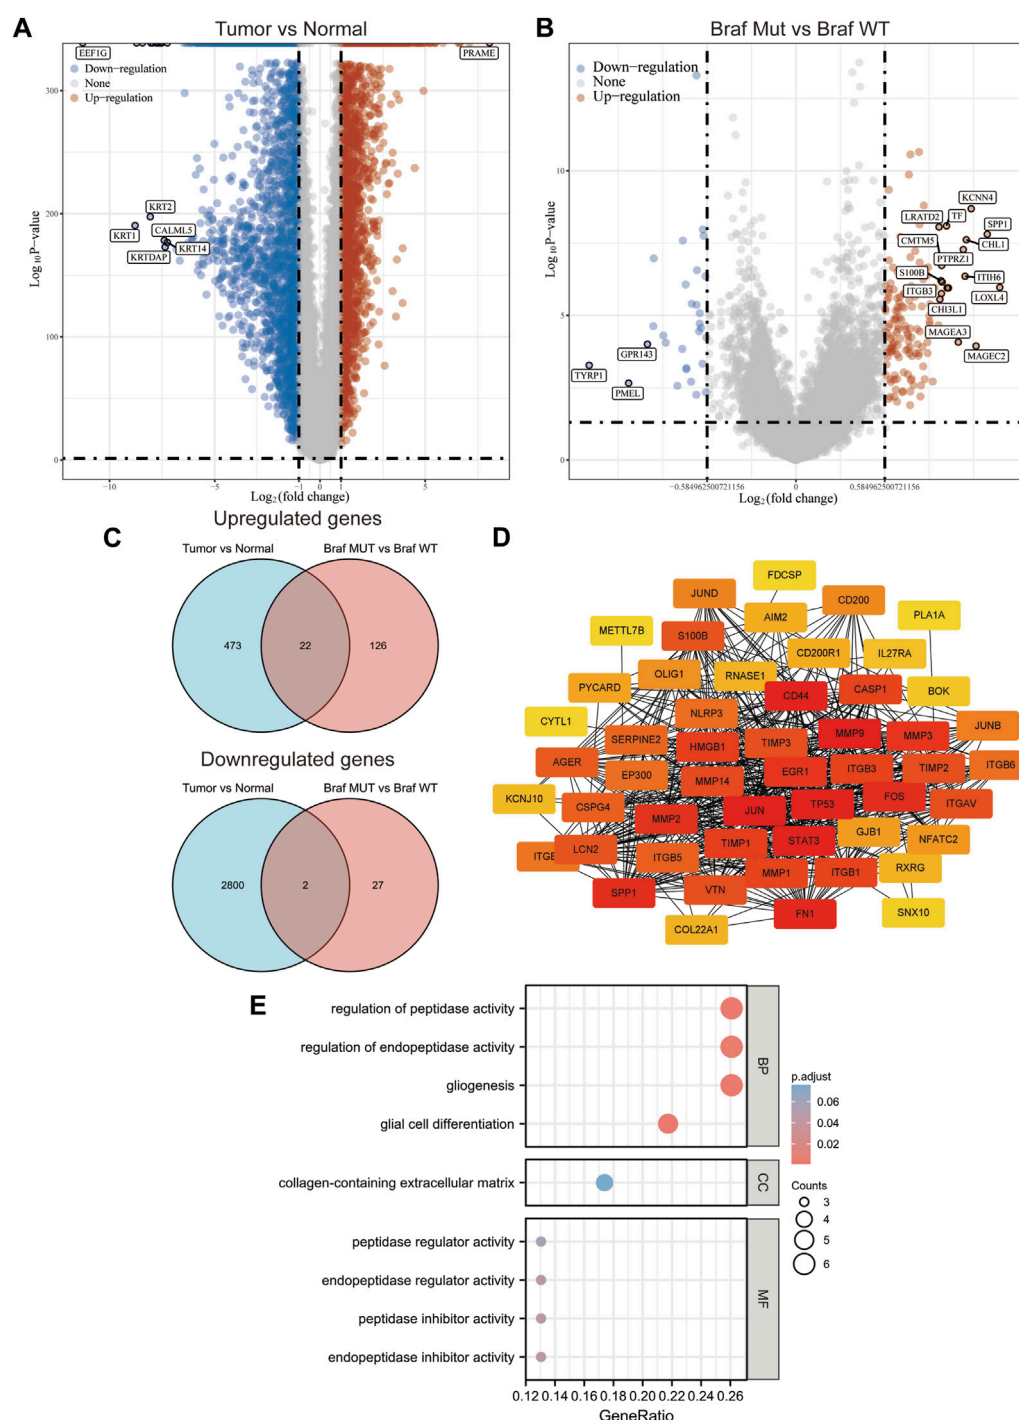 A
Tumor vs Normal
EEF1G
PRAME
Down-regulation
None
Up-regulation
300
200
100
0
KRT2
KRT1
CALML5
KRT14
KRTDAP
Log10P-value
-10
-5
-1
0
1
5
Log2(fold change)
B
Braf Mut vs Braf WT
Down-regulation
None
Up-regulation
10
5
0
Log10P-value
KCNN4
LRATD2
TF
SPP1
CMTM5
CHL1
PTPRZ1
S100B
ITIH6
ITGB3
LOXL4
CHI3L1
MAGEA3
MAGEC2
GPR143
TYRP1
PMEL
-0.584962500721156
0
0.584962500721156
Log2(fold change)
C
Upregulated genes
Tumor vs Normal
Braf MUT vs Braf WT
473
22
126
Downregulated genes
Tumor vs Normal
Braf MUT vs Braf WT
2800
2
27
D
FDCSP
JUND
CD200
AIM2
PLA1A
METTL7B
S100B
CD200R1
IL27RA
OLIG1
RNASE1
PYCARD
CD44
CASP1
BOK
CYTL1
NLRP3
JUNB
SERPINE2
HMGB1
TIMP3
MMP9
MMP3
AGER
EP300
MMP14
EGR1
ITGB3
TIMP2
ITGB6
KCNJ10
CSPG4
MMP2
JUN
TP53
FOS
ITGAV
ITGB
LCN2
ITGB5
TIMP1
STAT3
GJB1
NFATC2
RXRG
SPP1
VTN
MMP1
ITGB1
SNX10
COL22A1
FN1
E
regulation of peptidase activity
regulation of endopeptidase activity
gliogenesis
glial cell differentiation
BP
collagen-containing extracellular matrix
CC
peptidase regulator activity
endopeptidase regulator activity
peptidase inhibitor activity
endopeptidase inhibitor activity
MF
0.12 0.14 0.16 0.18 0.20 0.22 0.24 0.26
GeneRatio
p.adjust
0.06
0.04
0.02
Counts
3
4
5
6